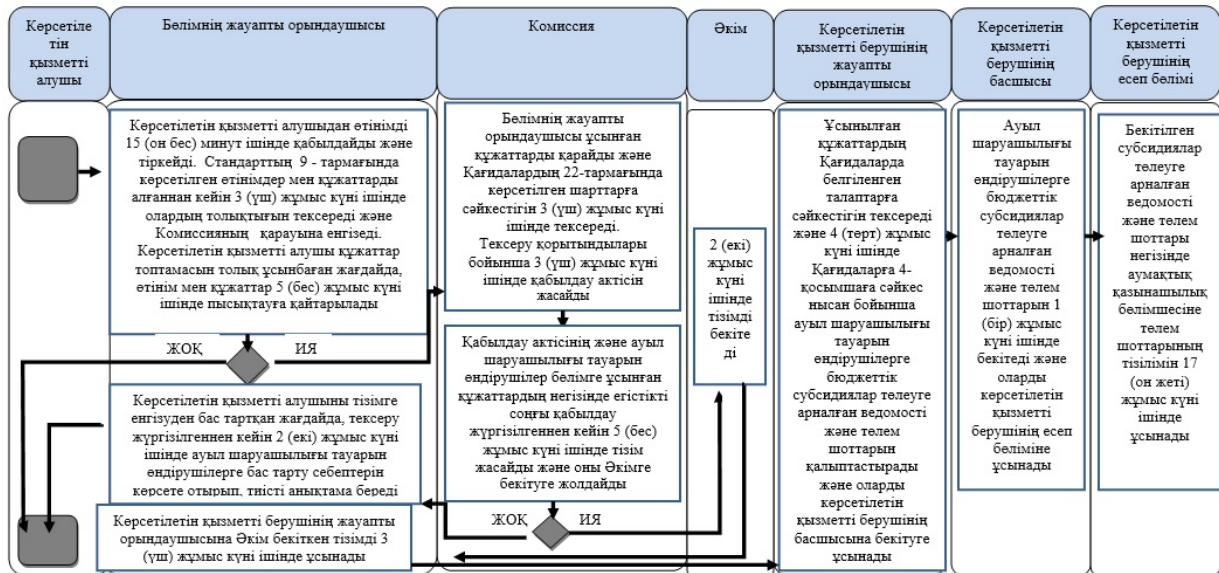 Көрсетіле
тін
қызметті
алушы
Бөлімнің жауапты орындаушысы
Комиссия
Әкім
Көрсетілетін
қызметті берушінің
жауапты
орындаушысы
Көрсетілетін
қызметті
берушінің
басшысы
Көрсетілетін
қызметті
берушінің
есеп бөлімі
Көрсетілетін қызметті алушыдан өтінімді
15 (он бес) минут ішінде қабылдайды және
тіркейді. Стандарттың 9 - тармағында
көрсетілген өтінімдер мен құжаттарды
алғаннан кейін 3 (үш) жұмыс күні ішінде
олардың толықтығын тексереді және
Комиссияның қарауына енгізеді.
Көрсетілетін қызметті алушы құжаттар
топтамасын толық ұсынбаған жағдайда,
өтінім мен құжаттар 5 (бес) жұмыс күні
ішінде пысықтауға қайтарылады
ЖОҚ
ИЯ
Көрсетілетін қызметті алушыны тізімге
енгізуден бас тартқан жағдайда, тексеру
жүргізілгеннен кейін 2 (екі) жұмыс күні
ішінде ауыл шаруашылығы тауарын
өндірушілерге бас тарту себептерін
көрсете отырып, тиісті анықтама береді
Көрсетілетін қызметті берушінің жауапты
орындаушысына Әкім бекіткен тізімді 3
(үш) жұмыс күні ішінде ұсынады
Бөлімнің жауапты
орындаушысы ұсынған
құжаттарды қарайды және
Қағидалардың 22-тармағында
көрсетілген шарттарға
сәйкестігін 3 (үш) жұмыс күні
ішінде тексереді.
Тексеру қорытындылары
бойынша 3 (үш) жұмыс күні
ішінде қабылдау актісін
жасайды
Қабылдау актісінің және ауыл
шаруашылығы тауарын
өндірушілер бөлімге ұсынған
құжаттардың негізінде егістікті
соңғы қабылдау
жүргізілгеннен кейін 5 (бес)
жұмыс күні ішінде тізім
жасайды және оны Әкімге
бекітуге жолдайды
ЖОҚ
ИЯ
2 (екі)
жұмыс
күні
ішінде
тізімді
бекіте
ді
Ұсынылған
құжаттардың
Қағидаларда
белгіленген
талаптарға
сәйкестігін тексереді
және 4 (төрт) жұмыс
күні ішінде
Қағидаларға 4-
қосымшаға сәйкес
нысан бойынша
ауыл шаруашылығы
тауарын
өндірушілерге
бюджеттік
субсидиялар төлеуге
арналған ведомості
және төлем
шоттарын
қалыптастырады
және оларды
көрсетілетін
қызметті берушінің
басшысына бекітуге
ұсынады
Ауыл
шаруашылығы
тауарын
өндірушілерге
бюджеттік
субсидиялар
төлеуге
арналған
ведомості
және төлем
шоттарын 1
(бір) жұмыс
күні ішінде
бекітеді және
оларды
көрсетілетін
қызметті
берушінің есеп
бөліміне
ұсынады
Бекітілген
субсидиялар
төлеуге
арналған
ведомості
және төлем
шоттары
негізінде
аумақтық
қазынашылық
бөлімшесіне
төлем
шоттарының
тізілімін 17
(он жеті)
жұмыс күні
ішінде
ұсынады